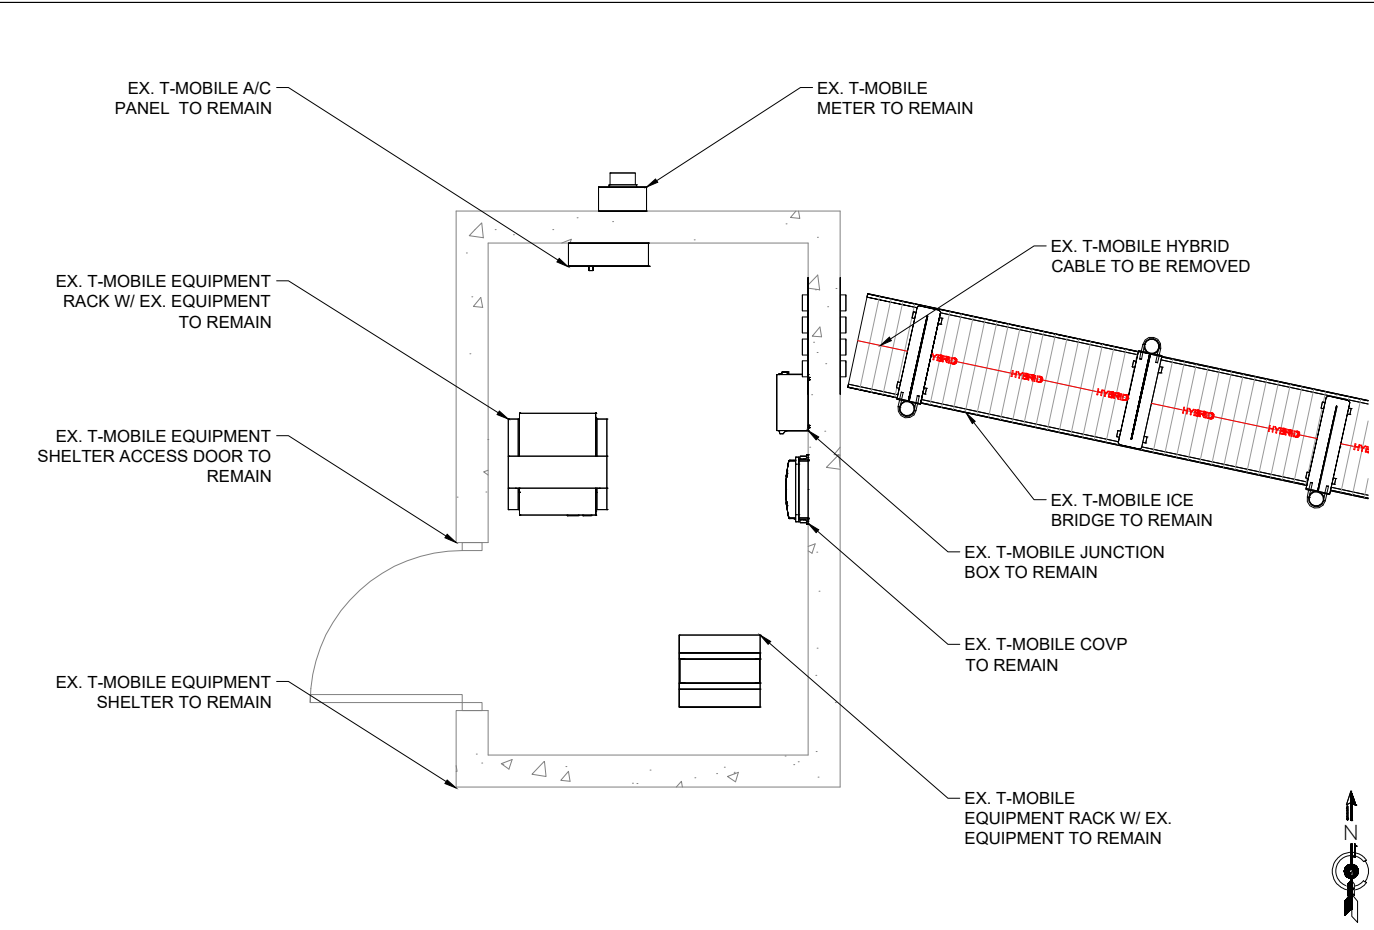 EX. T-MOBILE A/C
PANEL TO REMAIN
EX. T-MOBILE
METER TO REMAIN
EX. T-MOBILE HYBRID
CABLE TO BE REMOVED
EX. T-MOBILE EQUIPMENT
RACK W/ EX. EQUIPMENT
TO REMAIN
HYBRID
HYBRID
HYBRID
HYBRID
HYBRID
HY
EX. T-MOBILE EQUIPMENT
SHELTER ACCESS DOOR TO
REMAIN
EX. T-MOBILE ICE
BRIDGE TO REMAIN
EX. T-MOBILE JUNCTION
BOX TO REMAIN
EX. T-MOBILE COVP
TO REMAIN
EX. T-MOBILE EQUIPMENT
SHELTER TO REMAIN
EX. T-MOBILE
EQUIPMENT RACK W/ EX.
EQUIPMENT TO REMAIN
N